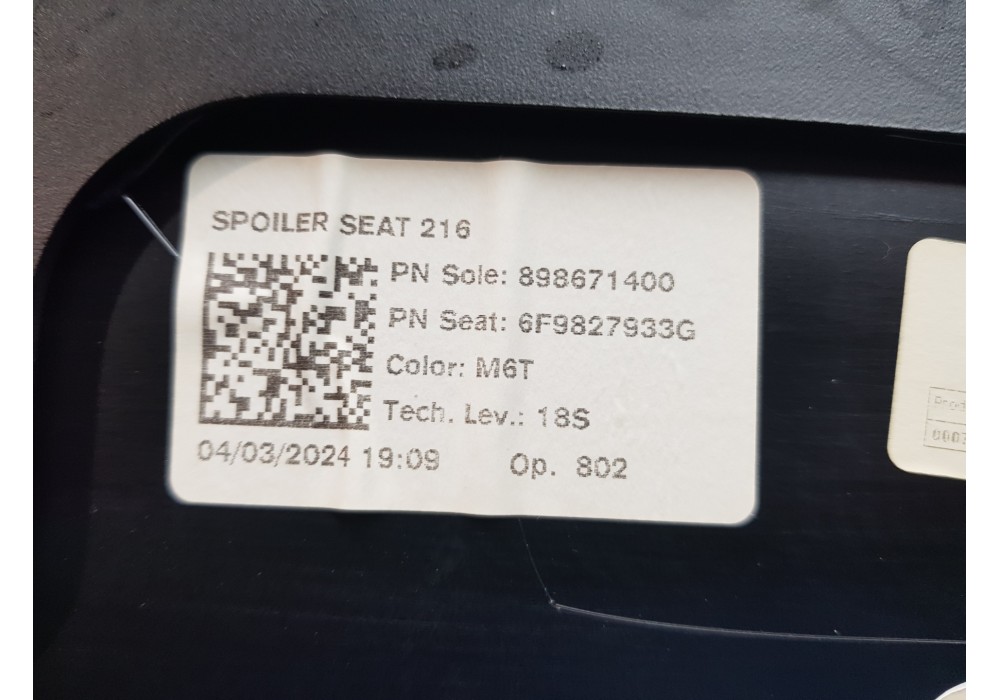 SPOILER SEAT 216
PN Sole: 898671400
PN Seat: 6F9827933G
Color: M6T
Tech. Lev.: 18S
04/03/2024 19:09 Op. 802